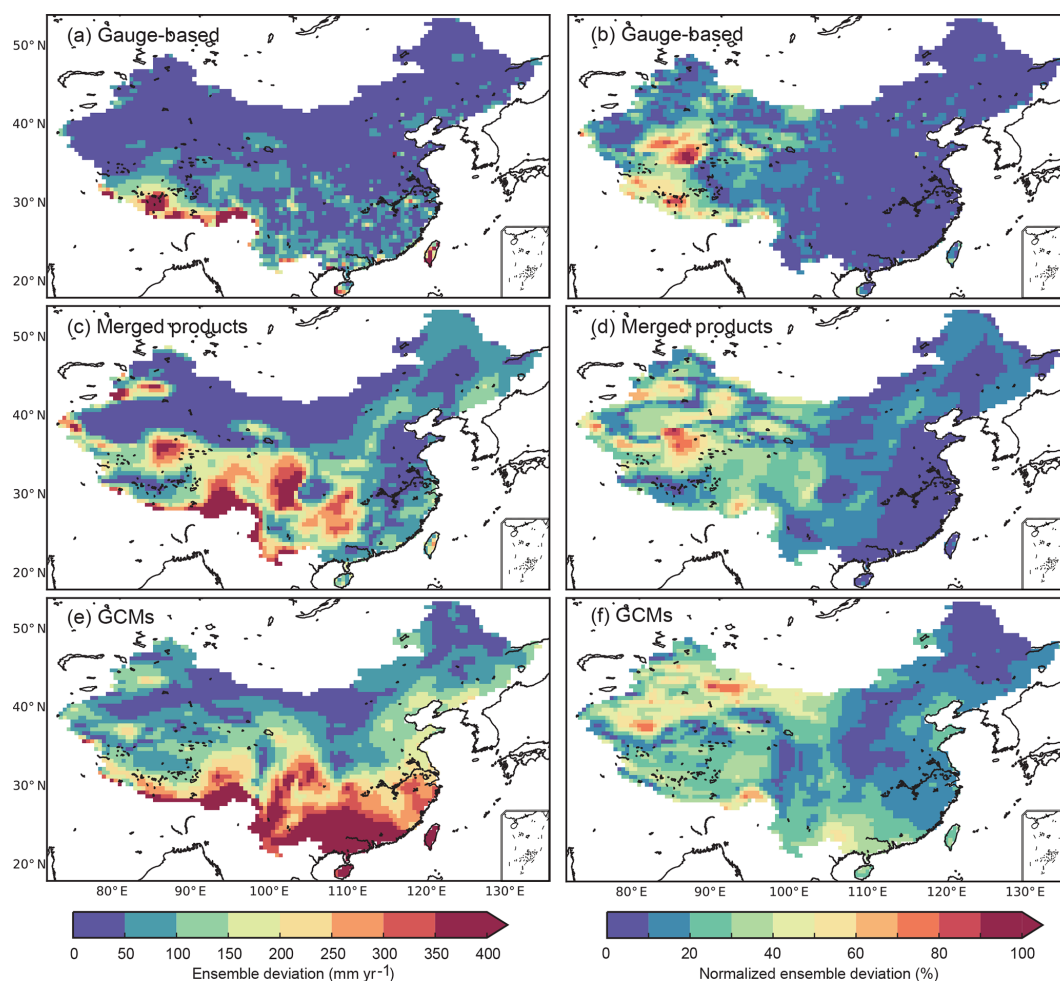 (a) Gauge-based
(b) Gauge-based
50° N
40° N
30° N
20° N
(c) Merged products
(d) Merged products
50° N
40° N
30° N
20° N
(e) GCMs
(f) GCMs
50° N
40° N
30° N
20° N
80° E 90° E 100° E 110° E 120° E 130° E
80° E 90° E 100° E 110° E 120° E 130° E
0 50 100 150 200 250 300 350 400
Ensemble deviation (mm yr-1)
0 20 40 60 80 100
Normalized ensemble deviation (%)